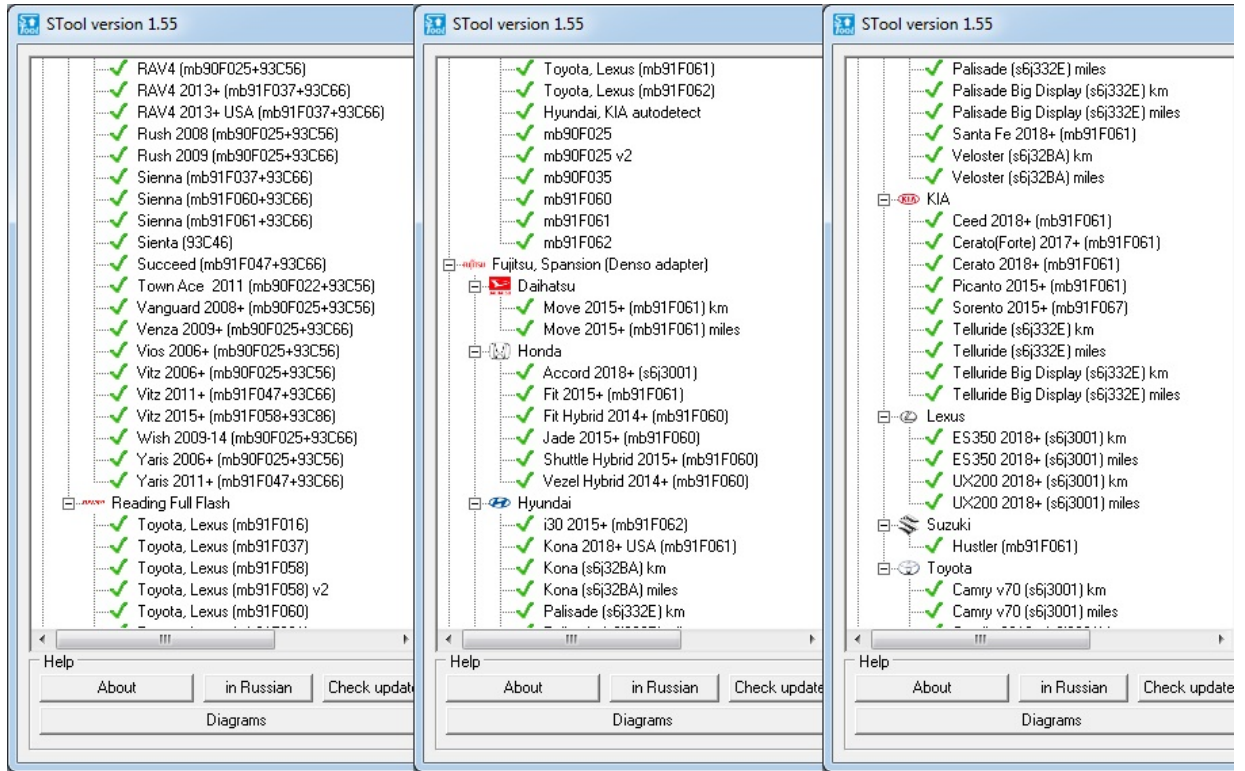 STool version 1.55
RAV4 (mb90F025+93C56)
RAV4 2013+ (mb91F037+93C66)
RAV4 2013+ USA (mb91F037+93C66)
Rush 2008 (mb90F025+93C56)
Rush 2009 (mb90F025+93C66)
Sienna (mb91F037+93C66)
Sienna (mb91F060+93C66)
Sienna (mb91F061+93C66)
Sienta (93C46)
Succeed (mb91F047+93C66)
Town Ace  2011 (mb90F022+93C56)
Vanguard 2008+ (mb90F025+93C56)
Venza 2009+ (mb90F025+93C66)
Vios 2006+ (mb90F025+93C56)
Vitz 2006+ (mb90F025+93C56)
Vitz 2011+ (mb91F047+93C66)
Vitz 2015+ (mb91F058+93C86)
Wish 2009-14 (mb90F025+93C66)
Yaris 2006+ (mb90F025+93C56)
Yaris 2011+ (mb91F047+93C66)
Reading Full Flash
Toyota, Lexus (mb91F016)
Toyota, Lexus (mb91F037)
Toyota, Lexus (mb91F058)
Toyota, Lexus (mb91F058) v2
Toyota, Lexus (mb91F060)
Help
About
in Russian
Check updat
Diagrams
STool version 1.55
Toyota, Lexus (mb91F061)
Toyota, Lexus (mb91F062)
Hyundai, KIA autodetect
mb90F025
mb90F025 v2
mb90F035
mb91F060
mb91F061
mb91F062
Fujitsu, Spansion (Denso adapter)
Daihatsu
Move 2015+ (mb91F061) km
Move 2015+ (mb91F061) miles
Honda
Accord 2018+ (s6j3001)
Fit 2015+ (mb91F061)
Fit Hybrid 2014+ (mb91F060)
Jade 2015+ (mb91F060)
Shuttle Hybrid 2015+ (mb91F060)
Vezel Hybrid 2014+ (mb91F060)
Hyundai
i30 2015+ (mb91F062)
Kona 2018+ USA (mb91F061)
Kona (s6j32BA) km
Kona (s6j32BA) miles
Palisade (s6j332E) km
Help
About
in Russian
Check update
Diagrams
STool version 1.55
Palisade (s6j332E) miles
Palisade Big Display (s6j332E) km
Palisade Big Display (s6j332E) miles
Santa Fe 2018+ (mb91F061)
Veloster (s6j32BA) km
Veloster (s6j32BA) miles
KIA
Ceed 2018+ (mb91F061)
Cerato(Forte) 2017+ (mb91F061)
Cerato 2018+ (mb91F061)
Picanto 2015+ (mb91F061)
Sorento 2015+ (mb91F067)
Telluride (s6j332E) km
Telluride (s6j332E) miles
Telluride Big Display (s6j332E) km
Telluride Big Display (s6j332E) miles
Lexus
ES350 2018+ (s6j3001) km
ES350 2018+ (s6j3001) miles
UX200 2018+ (s6j3001) km
UX200 2018+ (s6j3001) miles
Suzuki
Hustler (mb91F061)
Toyota
Camry v70 (s6j3001) km
Camry v70 (s6j3001) miles
Help
About
in Russian
Check update
Diagrams